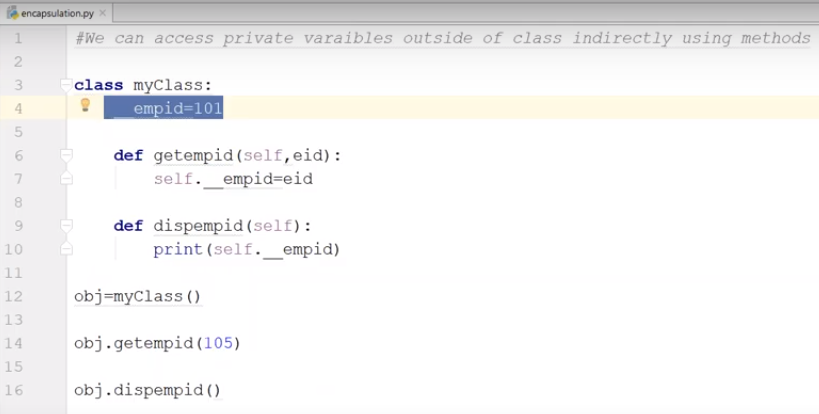 encapsulation.py ×
1 #We can access private varaibles outside of class indirectly using methods
2
3 class myClass:
4     __empid=101
5
6     def getempid(self,eid):
7         self.__empid=eid
8
9     def dispempid(self):
10         print(self.__empid)
11
12 obj=myClass()
13
14 obj.getempid(105)
15
16 obj.dispempid()